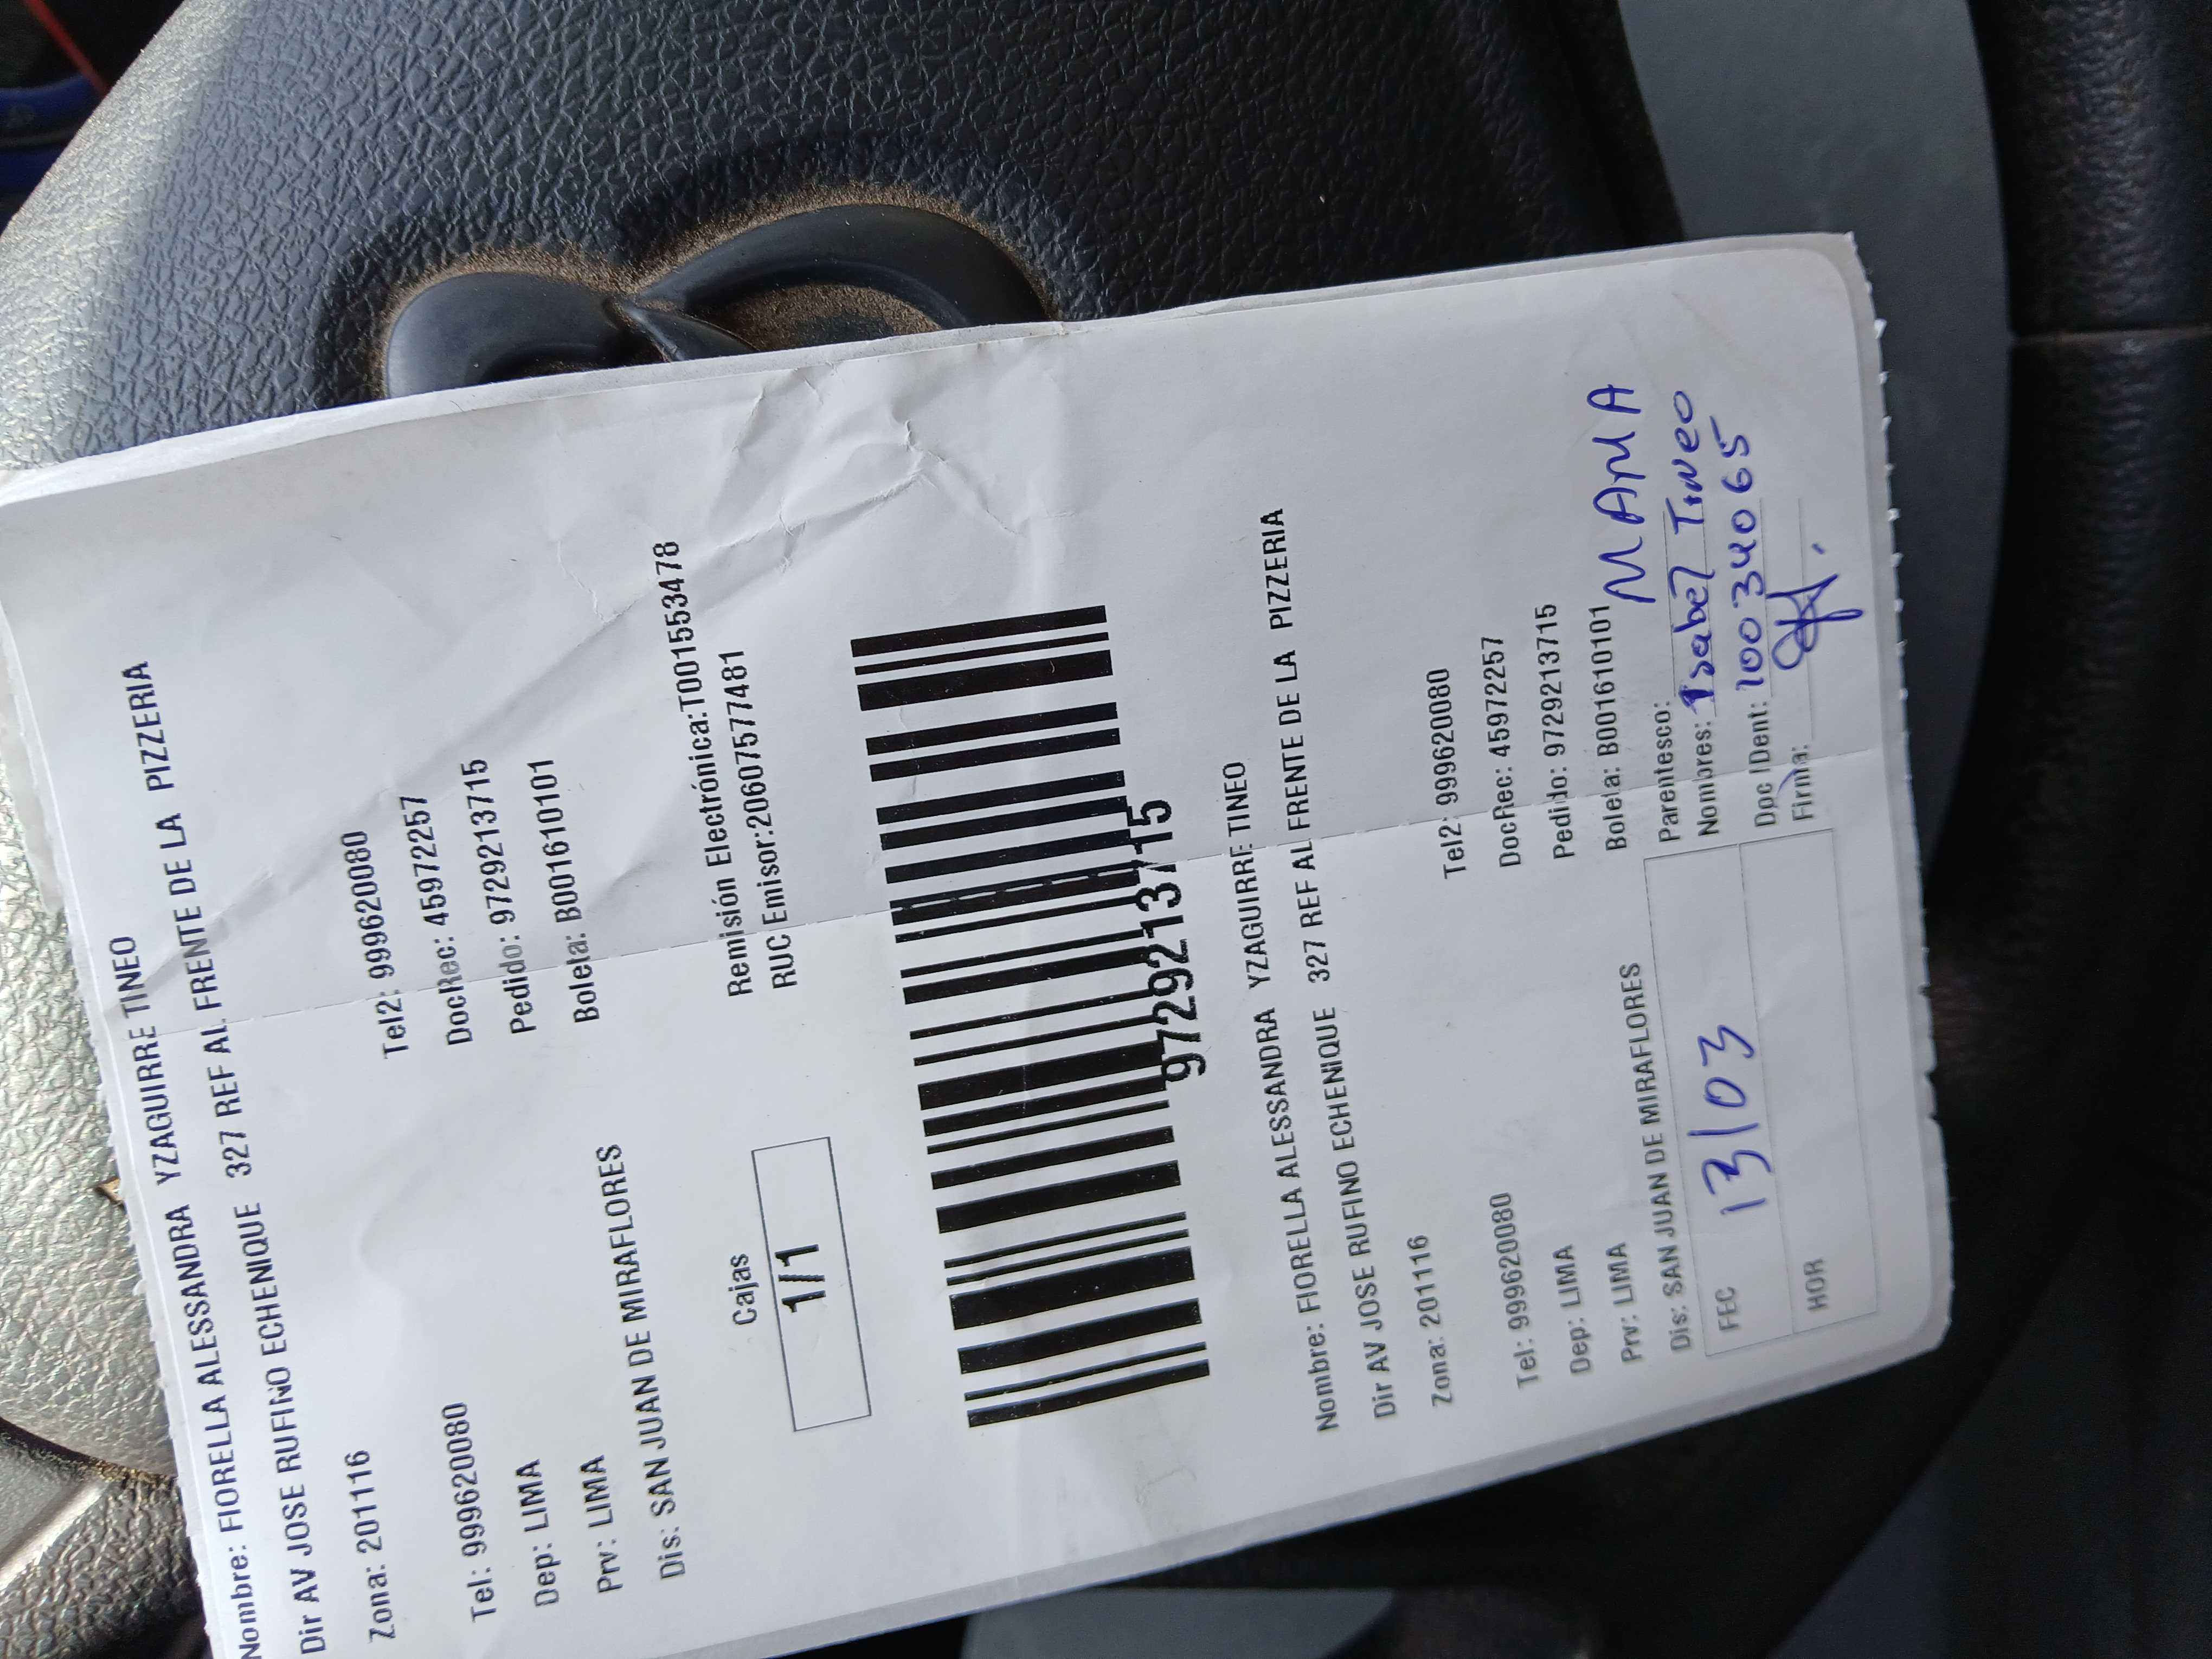 Nombre: FIORELLA ALESSANDRA YZAGUIRRE TINEO
Dir AV JOSE RUFINO ECHENIQUE 327 REF AL FRENTE DE LA PIZZERIA
Zona: 201116
Tel: 999620080 Tel2: 999620080
Dep: LIMA DocRec: 45972257
Prv: LIMA Pedido: 9729213715
Dis: SAN JUAN DE MIRAFLORES Boleta: B001610101
Cajas Remisión Electrónica:T001553478
1/1 RUC Emisor:20607577481
9729213715
Nombre: FIORELLA ALESSANDRA YZAGUIRRE TINEO
Dir AV JOSE RUFINO ECHENIQUE 327 REF AL FRENTE DE LA PIZZERIA
Zona: 201116
Tel: 999620080 Tel2: 999620080
Dep: LIMA DocRec: 45972257
Prv: LIMA Pedido: 9729213715
Dis: SAN JUAN DE MIRAFLORES Boleta: B001610101
FEC 13/03
HOR
Parentesco: MAMA
Nombres: Isabel Tineo
Doc IDent: 10034065
Firma: